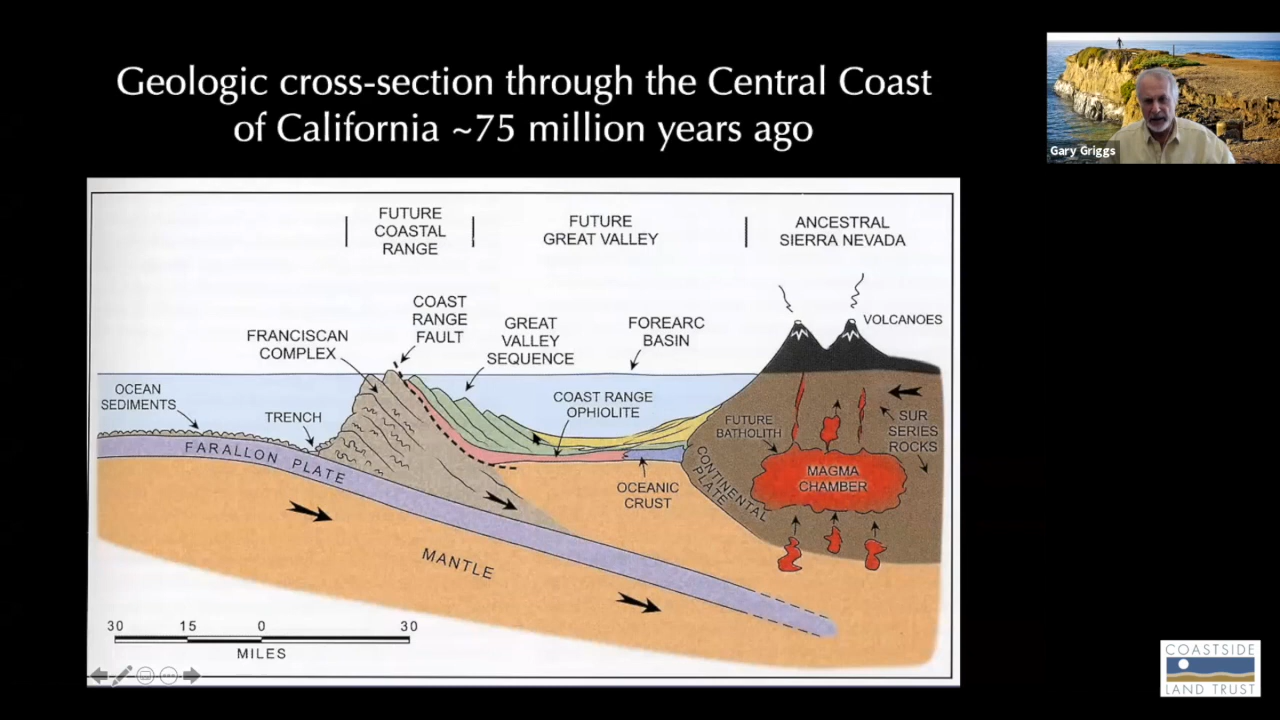 Geologic cross-section through the Central Coast
of California ~75 million years ago
Gary Griggs
FUTURE
COASTAL
RANGE
FUTURE
GREAT VALLEY
ANCESTRAL
SIERRA NEVADA
COAST
RANGE
FAULT
FRANCISCAN
COMPLEX
GREAT
VALLEY
SEQUENCE
FOREARC
BASIN
VOLCANOES
OCEAN
SEDIMENTS
TRENCH
COAST RANGE
OPHIOLITE
FUTURE
BATHOLITH
SUR
SERIES
ROCKS
FARALLON PLATE
CONTINENTAL
PLATE
MAGMA
CHAMBER
OCEANIC
CRUST
MANTLE
30 15 0 30
MILES
COASTSIDE
LAND TRUST